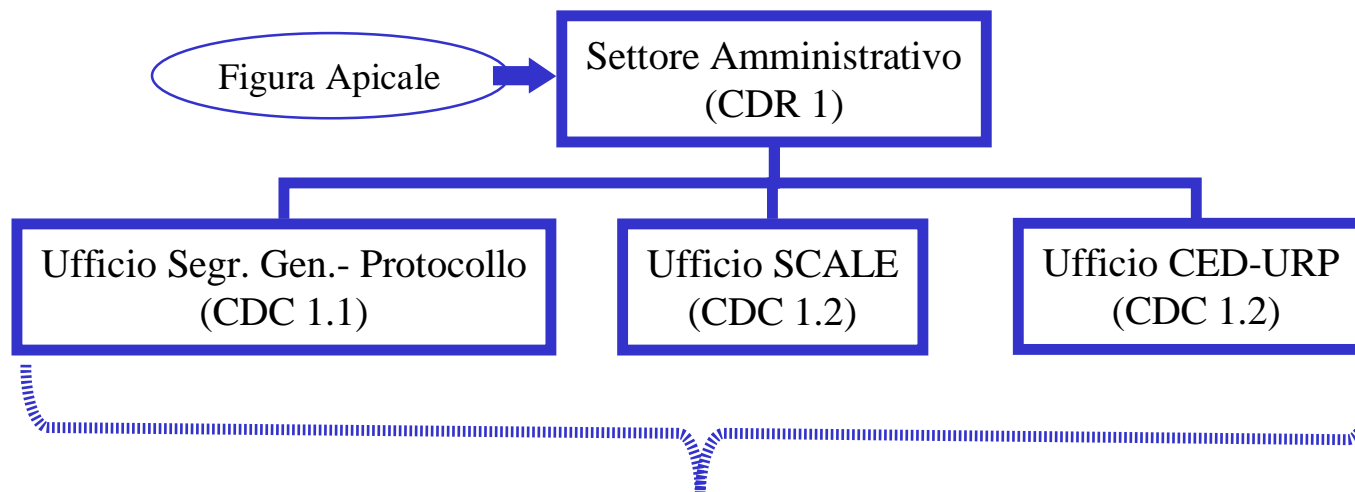 Figura Apicale
Settore Amministrativo
(CDR 1)
Ufficio Segr. Gen.- Protocollo
(CDC 1.1)
Ufficio SCALE
(CDC 1.2)
Ufficio CED-URP
(CDC 1.2)